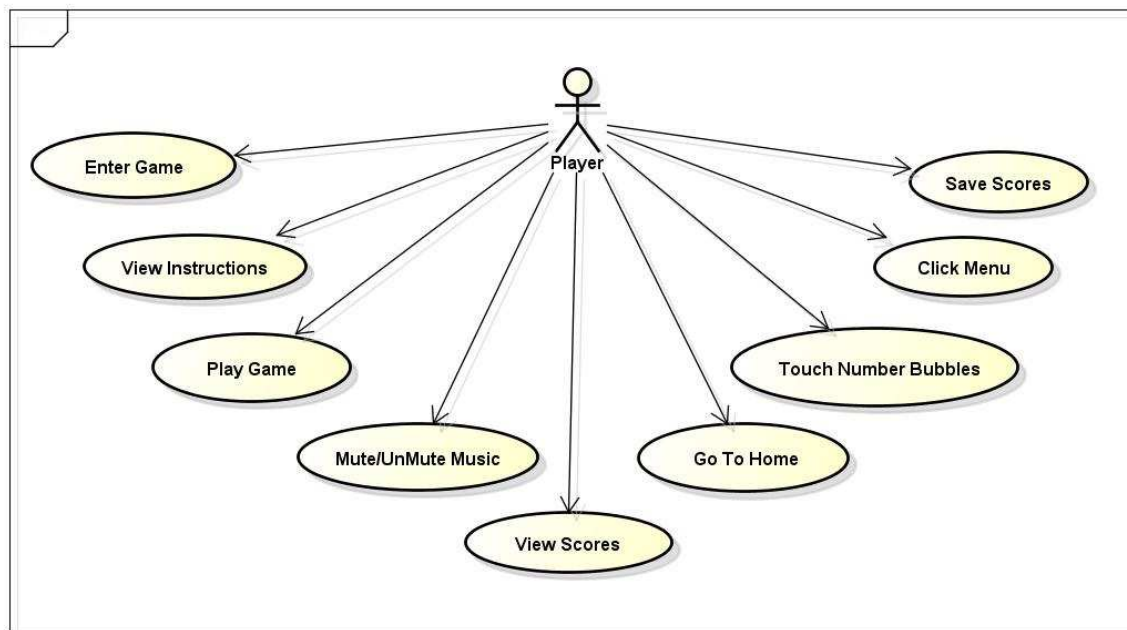 Player
Enter Game
Save Scores
View Instructions
Click Menu
Play Game
Touch Number Bubbles
Mute/UnMute Music
Go To Home
View Scores